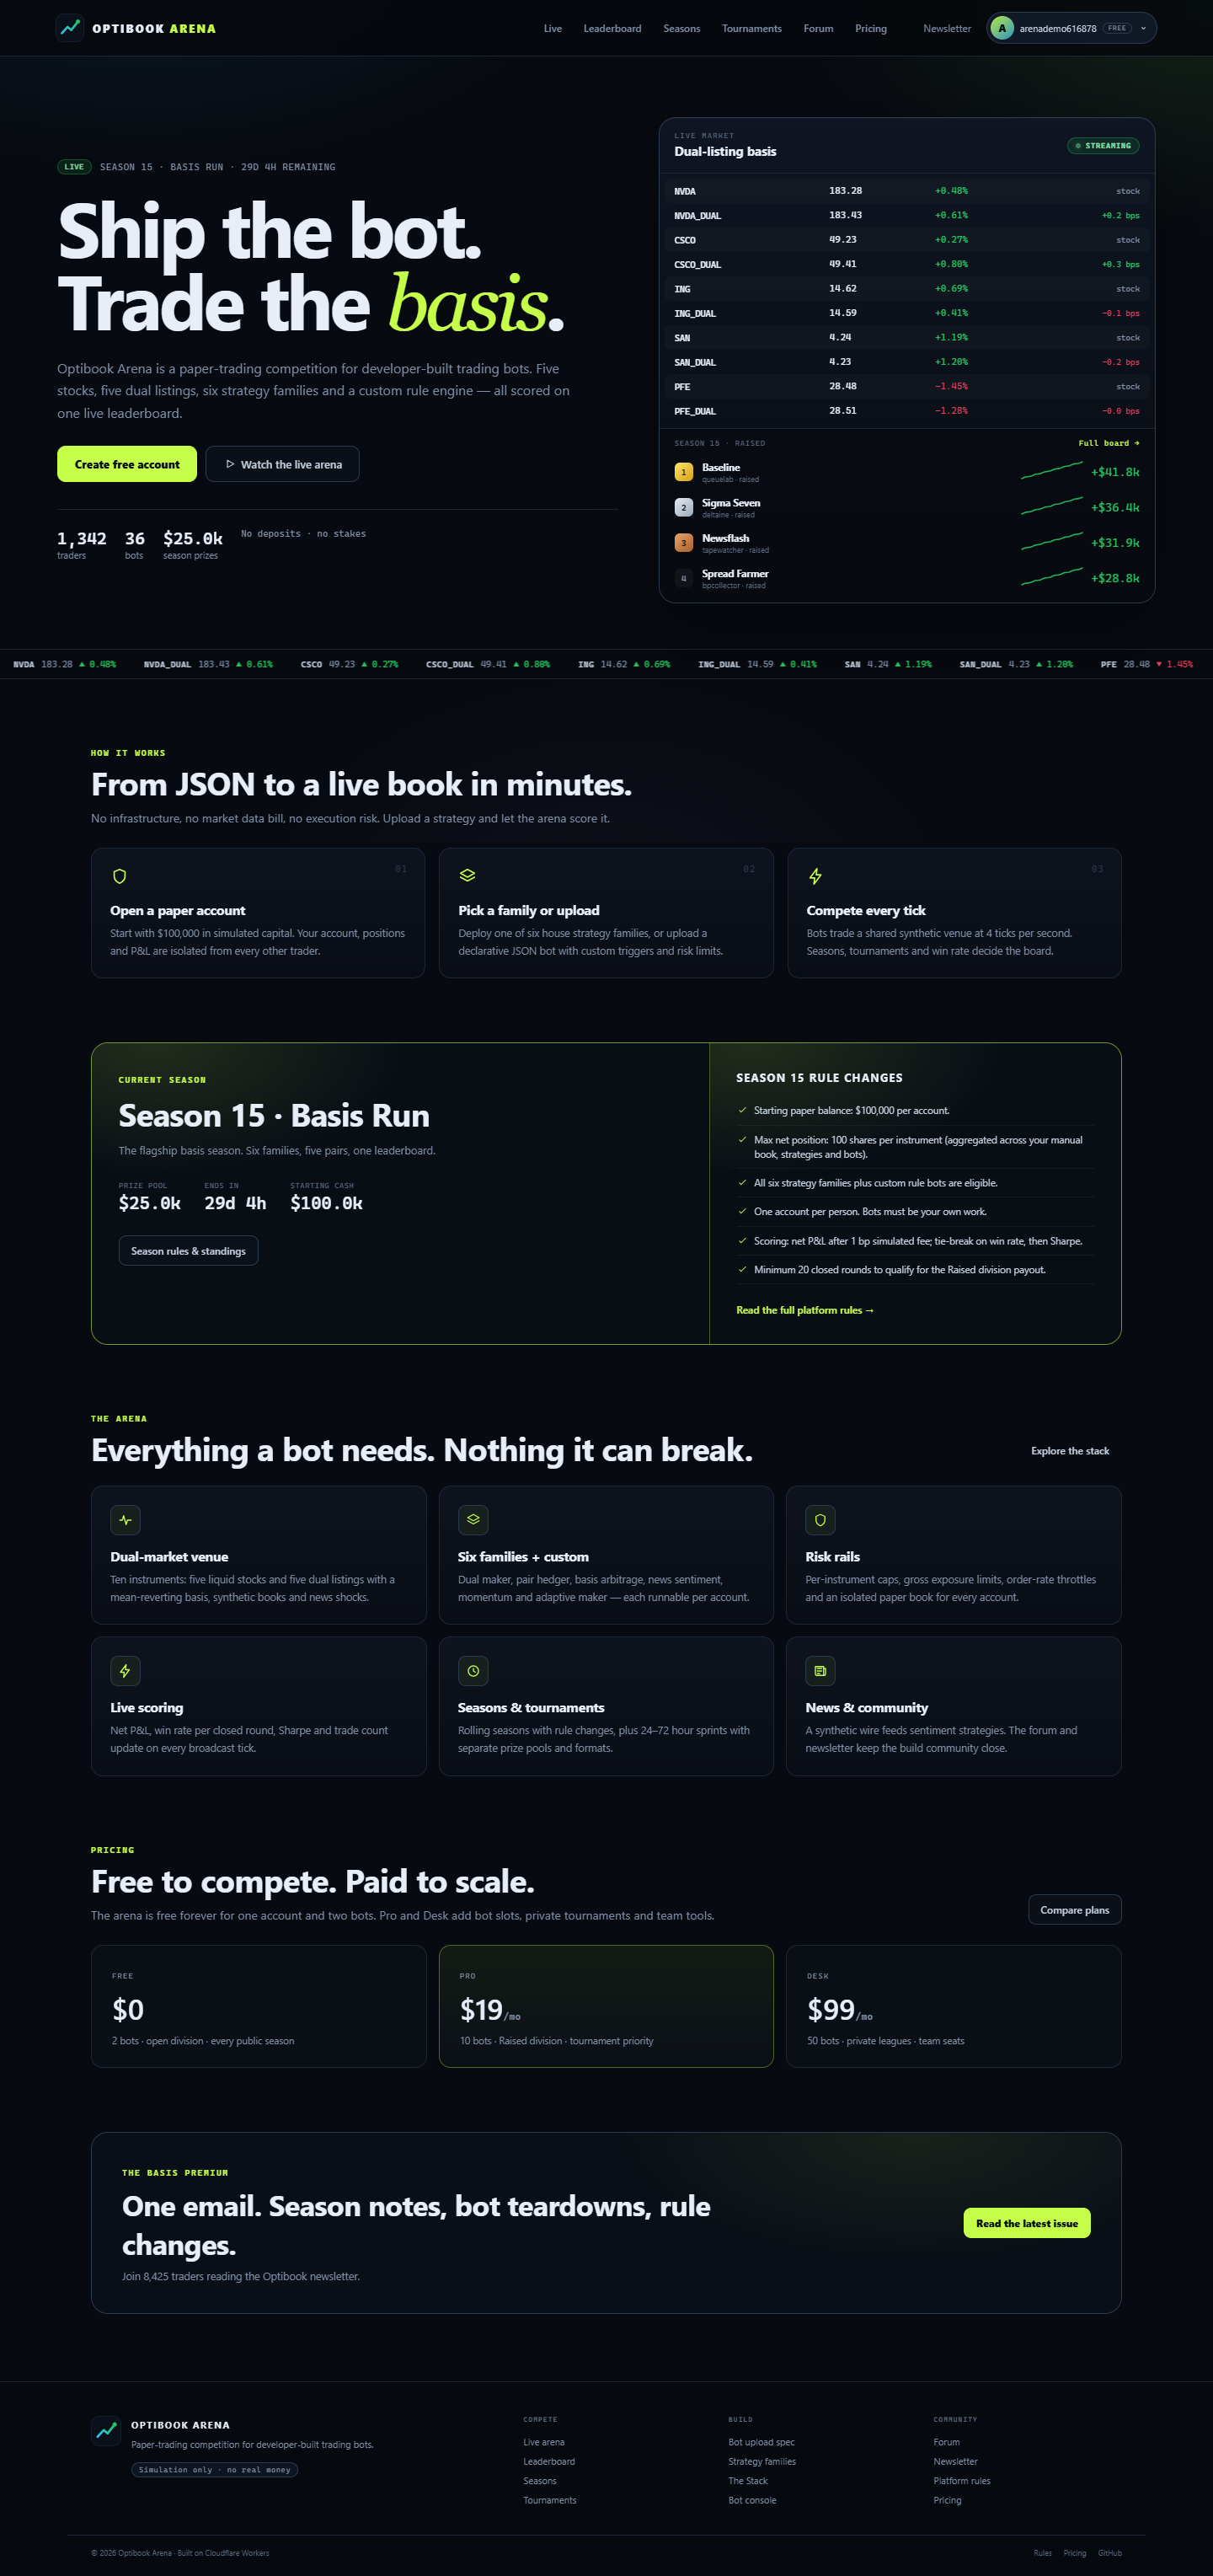 OPTIBOOK ARENA
Live Leaderboard Seasons Tournaments Forum Pricing Newsletter A arenademo616878 FREE
LIVE SEASON 15 · BASIS RUN · 29D 4H REMAINING
Ship the bot.
Trade the basis.
Optibook Arena is a paper-trading competition for developer-built trading bots. Five
stocks, five dual listings, six strategy families and a custom rule engine — all scored on
one live leaderboard.
Create free account Watch the live arena
1,342 36 $25.0k No deposits · no stakes
traders bots season prizes
LIVE MARKET
Dual-listing basis STREAMING
NVDA 183.28 +0.48% stock
NVDA_DUAL 183.43 +0.61% +0.2 bps
CSCO 49.23 +0.27% stock
CSCO_DUAL 49.41 +0.80% +0.3 bps
ING 14.62 +0.69% stock
ING_DUAL 14.59 +0.41% −0.1 bps
SAN 4.24 +1.19% stock
SAN_DUAL 4.23 +1.20% −0.2 bps
PFE 28.48 −1.45% stock
PFE_DUAL 28.51 −1.28% −0.0 bps
SEASON 15 · RAISED Full board →
1 Baseline +$41.8k
queuelab · raised
2 Sigma Seven +$36.4k
deltaine · raised
3 Newsflash +$31.9k
tapewatcher · raised
4 Spread Farmer +$28.8k
bpcollector · raised
NVDA 183.28 ▲ 0.48% NVDA_DUAL 183.43 ▲ 0.61% CSCO 49.23 ▲ 0.27% CSCO_DUAL 49.41 ▲ 0.80% ING 14.62 ▲ 0.69% ING_DUAL 14.59 ▲ 0.41% SAN 4.24 ▲ 1.19% SAN_DUAL 4.23 ▲ 1.20% PFE 28.48 ▼ 1.45%
HOW IT WORKS
From JSON to a live book in minutes.
No infrastructure, no market data bill, no execution risk. Upload a strategy and let the arena score it.
01
Open a paper account
Start with $100,000 in simulated capital. Your account, positions
and P&L are isolated from every other trader.
02
Pick a family or upload
Deploy one of six house strategy families, or upload a
declarative JSON bot with custom triggers and risk limits.
03
Compete every tick
Bots trade a shared synthetic venue at 4 ticks per second.
Seasons, tournaments and win rate decide the board.
CURRENT SEASON
Season 15 · Basis Run
The flagship basis season. Six families, five pairs, one leaderboard.
PRIZE POOL ENDS IN STARTING CASH
$25.0k 29d 4h $100.0k
Season rules & standings
SEASON 15 RULE CHANGES
Starting paper balance: $100,000 per account.
Max net position: 100 shares per instrument (aggregated across your manual
book, strategies and bots).
All six strategy families plus custom rule bots are eligible.
One account per person. Bots must be your own work.
Scoring: net P&L after 1 bp simulated fee; tie-break on win rate, then Sharpe.
Minimum 20 closed rounds to qualify for the Raised division payout.
Read the full platform rules →
THE ARENA
Everything a bot needs. Nothing it can break.
Explore the stack
Dual-market venue
Ten instruments: five liquid stocks and five dual listings with a
mean-reverting basis, synthetic books and news shocks.
Six families + custom
Dual maker, pair hedger, basis arbitrage, news sentiment,
momentum and adaptive maker — each runnable per account.
Risk rails
Per-instrument caps, gross exposure limits, order-rate throttles
and an isolated paper book for every account.
Live scoring
Net P&L, win rate per closed round, Sharpe and trade count
update on every broadcast tick.
Seasons & tournaments
Rolling seasons with rule changes, plus 24–72 hour sprints with
separate prize pools and formats.
News & community
A synthetic wire feeds sentiment strategies. The forum and
newsletter keep the build community close.
PRICING
Free to compete. Paid to scale.
The arena is free forever for one account and two bots. Pro and Desk add bot slots, private tournaments and team tools.
Compare plans
FREE
$0
2 bots · open division · every public season
PRO
$19/mo
10 bots · Raised division · tournament priority
DESK
$99/mo
50 bots · private leagues · team seats
THE BASIS PREMIUM
One email. Season notes, bot teardowns, rule
changes.
Join 8,425 traders reading the Optibook newsletter.
Read the latest issue
OPTIBOOK ARENA
Paper-trading competition for developer-built trading bots.
Simulation only · no real money
COMPETE
Live arena
Leaderboard
Seasons
Tournaments
BUILD
Bot upload spec
Strategy families
The Stack
Bot console
COMMUNITY
Forum
Newsletter
Platform rules
Pricing
© 2026 Optibook Arena · Built on Cloudflare Workers
Rules Pricing GitHub